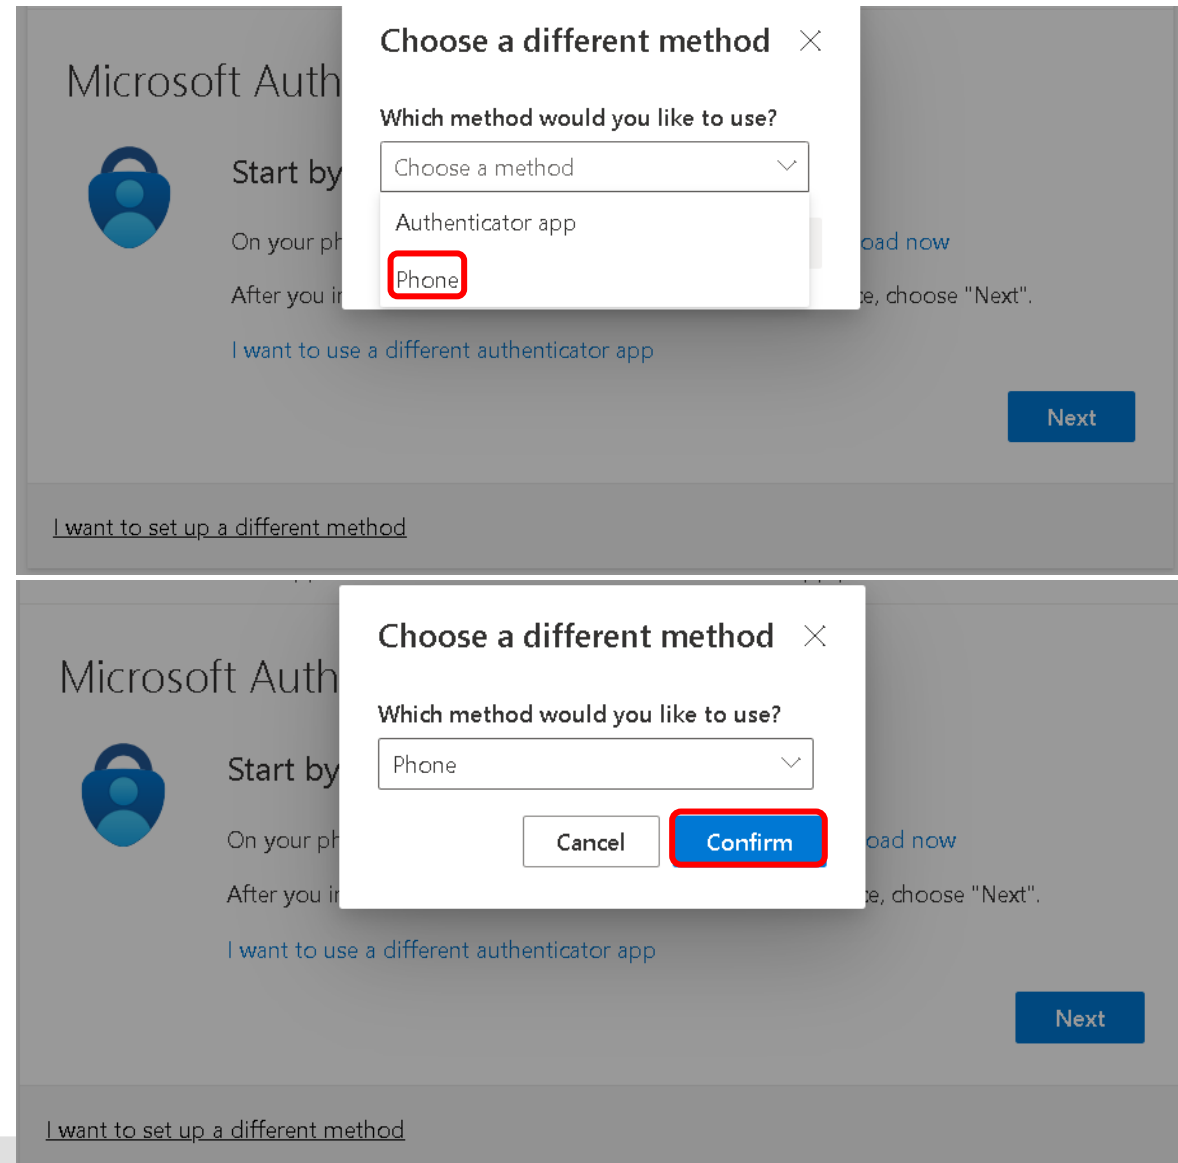 Choose a different method
Microsoft Auth
Which method would you like to use?
Choose a method
Start by
Authenticator app
On your ph
oad now
Phone
After you in
e, choose "Next".
I want to use a different authenticator app
Next
I want to set up a different method
Choose a different method
Microsoft Auth
Which method would you like to use?
Phone
Start by
Cancel
Confirm
On your ph
oad now
After you in
e, choose "Next".
I want to use a different authenticator app
Next
I want to set up a different method